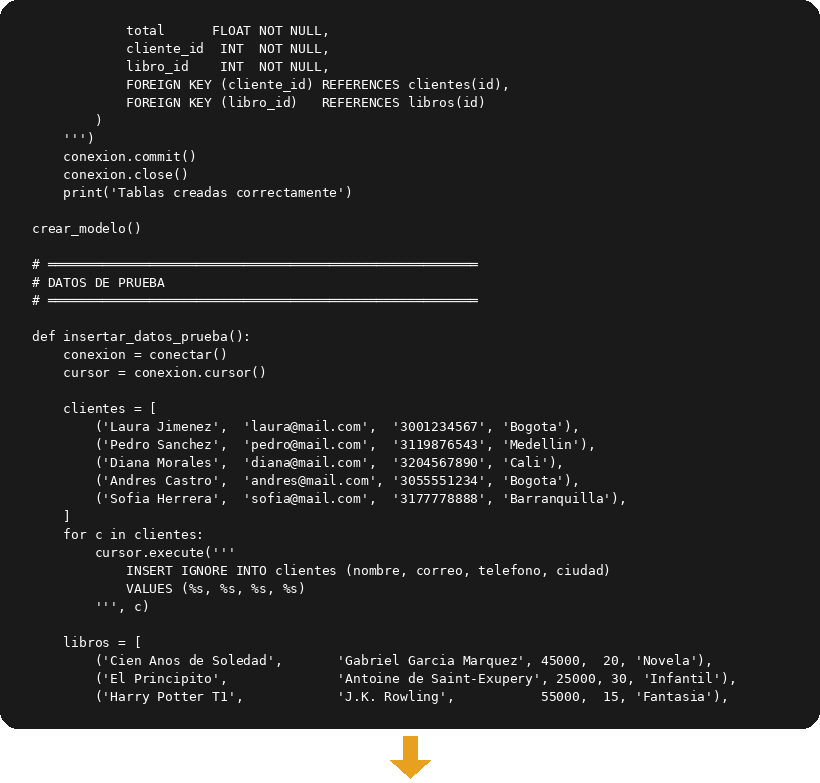 total      FLOAT NOT NULL,
            cliente_id  INT  NOT NULL,
            libro_id    INT  NOT NULL,
            FOREIGN KEY (cliente_id) REFERENCES clientes(id),
            FOREIGN KEY (libro_id)   REFERENCES libros(id)
        )
    ''')
    conexion.commit()
    conexion.close()
    print('Tablas creadas correctamente')

crear_modelo()

# ═══════════════════════════════════════════════════════
# DATOS DE PRUEBA
# ═══════════════════════════════════════════════════════

def insertar_datos_prueba():
    conexion = conectar()
    cursor = conexion.cursor()

    clientes = [
        ('Laura Jimenez',  'laura@mail.com',  '3001234567', 'Bogota'),
        ('Pedro Sanchez',  'pedro@mail.com',  '3119876543', 'Medellin'),
        ('Diana Morales',  'diana@mail.com',  '3204567890', 'Cali'),
        ('Andres Castro',  'andres@mail.com', '3055551234', 'Bogota'),
        ('Sofia Herrera',  'sofia@mail.com',  '3177778888', 'Barranquilla'),
    ]
    for c in clientes:
        cursor.execute('''
            INSERT IGNORE INTO clientes (nombre, correo, telefono, ciudad)
            VALUES (%s, %s, %s, %s)
        ''', c)

    libros = [
        ('Cien Anos de Soledad',       'Gabriel Garcia Marquez', 45000,  20, 'Novela'),
        ('El Principito',              'Antoine de Saint-Exupery', 25000, 30, 'Infantil'),
        ('Harry Potter T1',            'J.K. Rowling',           55000,  15, 'Fantasia'),